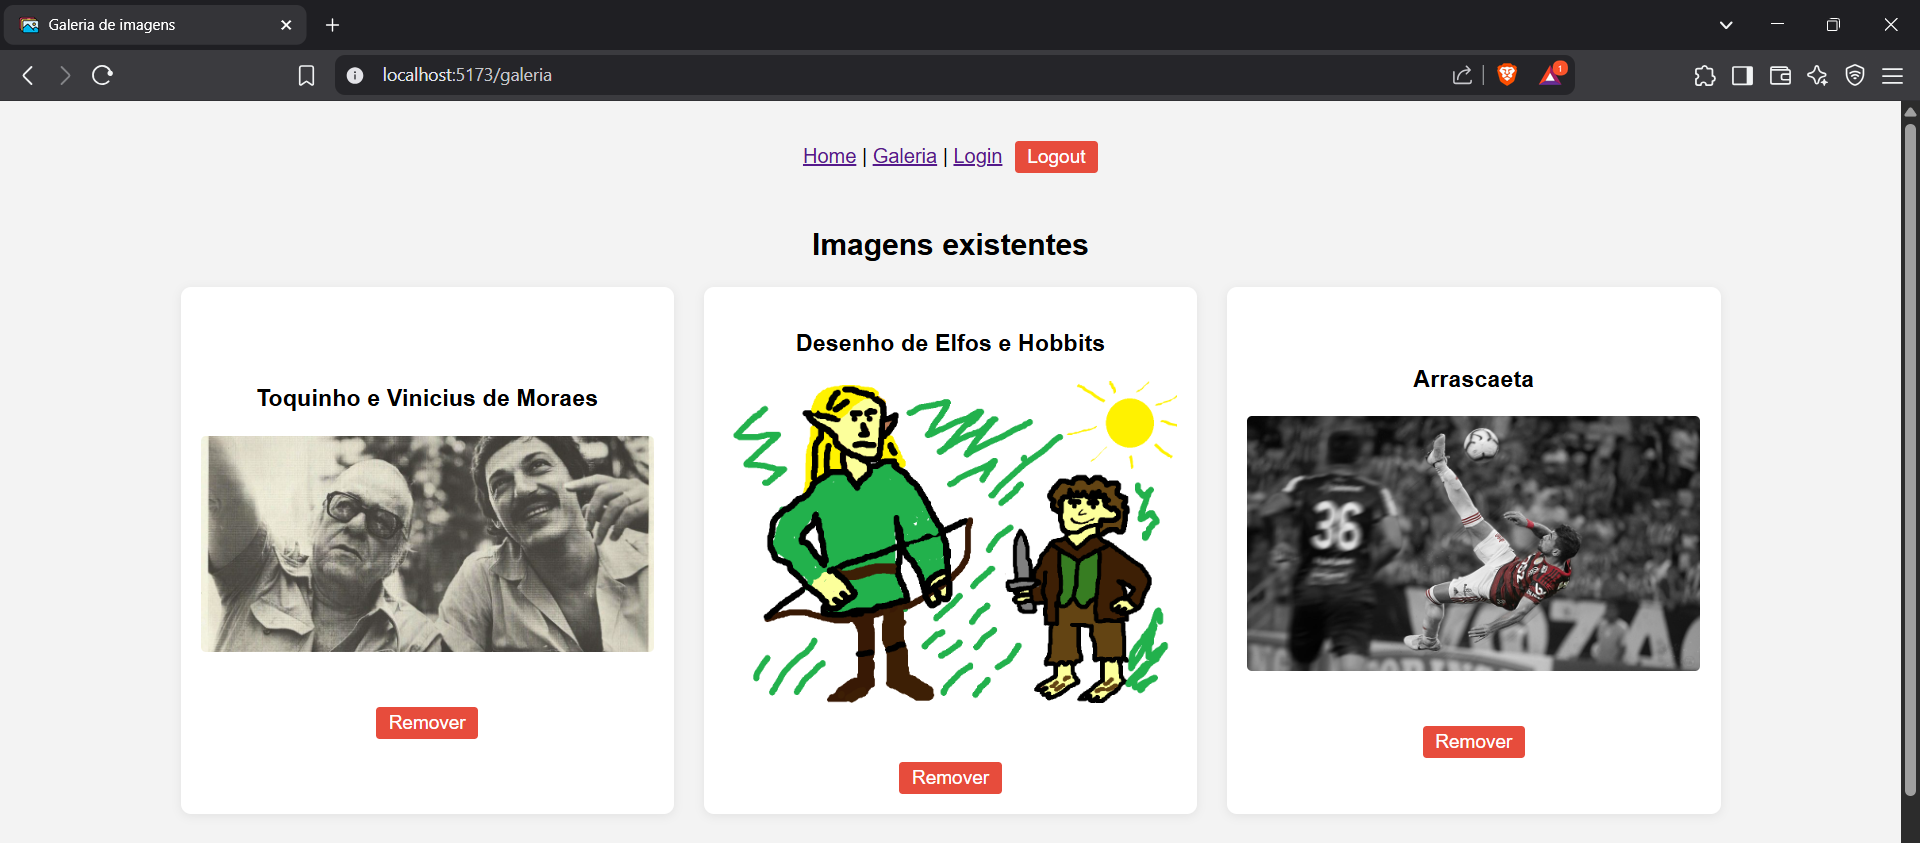 Galeria de imagens
localhost:5173/galeria
1
Home | Galeria | Login Logout
Imagens existentes
Toquinho e Vinicius de Moraes
Remover
Desenho de Elfos e Hobbits
Remover
Arrascaeta
36
Remover